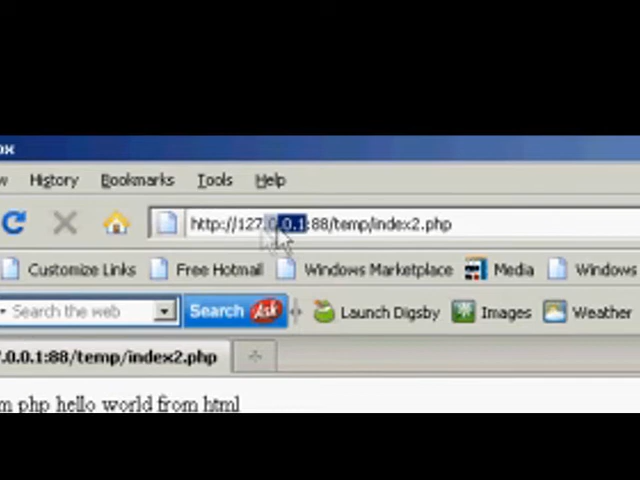 ox
w History Bookmarks Tools Help
http://127.0.0.1:88/temp/index2.php
Customize Links Free Hotmail Windows Marketplace Media Windows
Search the web Search Ask Launch Digsby Images Weather
.0.0.1:88/temp/index2.php
m php hello world from html